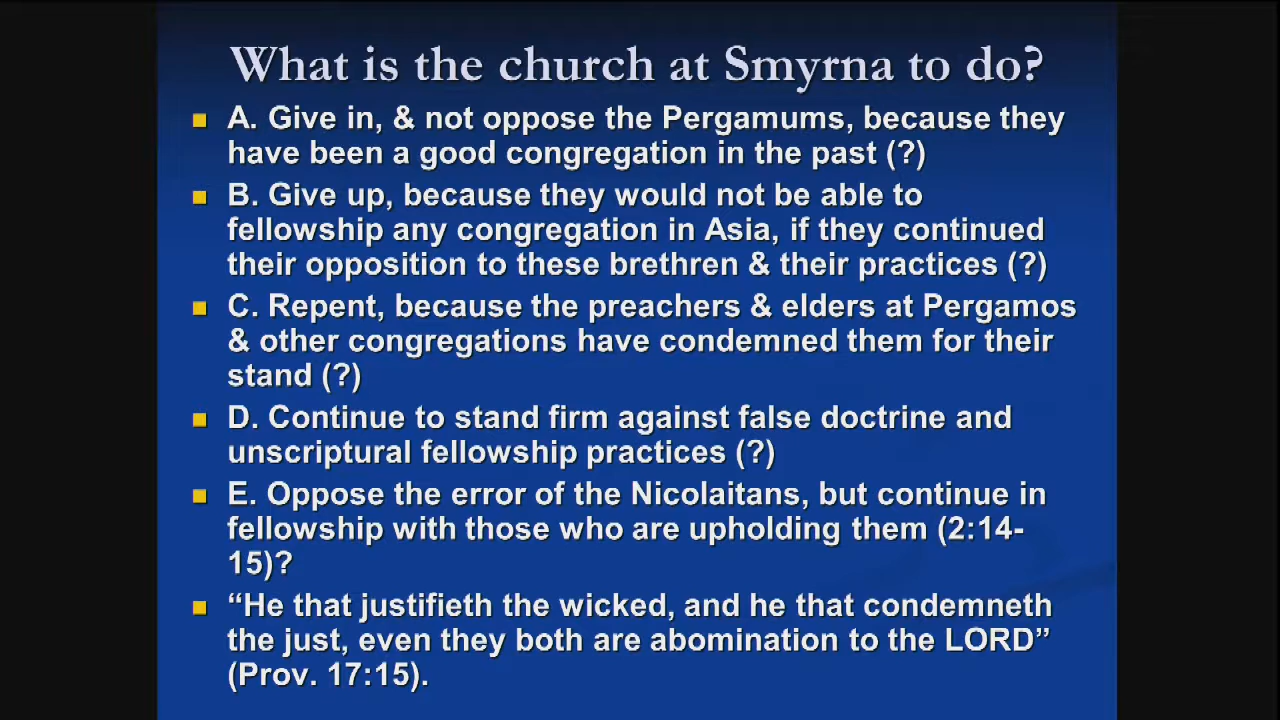 What is the church at Smyrna to do?
A. Give in, & not oppose the Pergamums, because they
have been a good congregation in the past (?)
B. Give up, because they would not be able to
fellowship any congregation in Asia, if they continued
their opposition to these brethren & their practices (?)
C. Repent, because the preachers & elders at Pergamos
& other congregations have condemned them for their
stand (?)
D. Continue to stand firm against false doctrine and
unscriptural fellowship practices (?)
E. Oppose the error of the Nicolaitans, but continue in
fellowship with those who are upholding them (2:14-
15)?
“He that justifieth the wicked, and he that condemneth
the just, even they both are abomination to the LORD”
(Prov. 17:15).